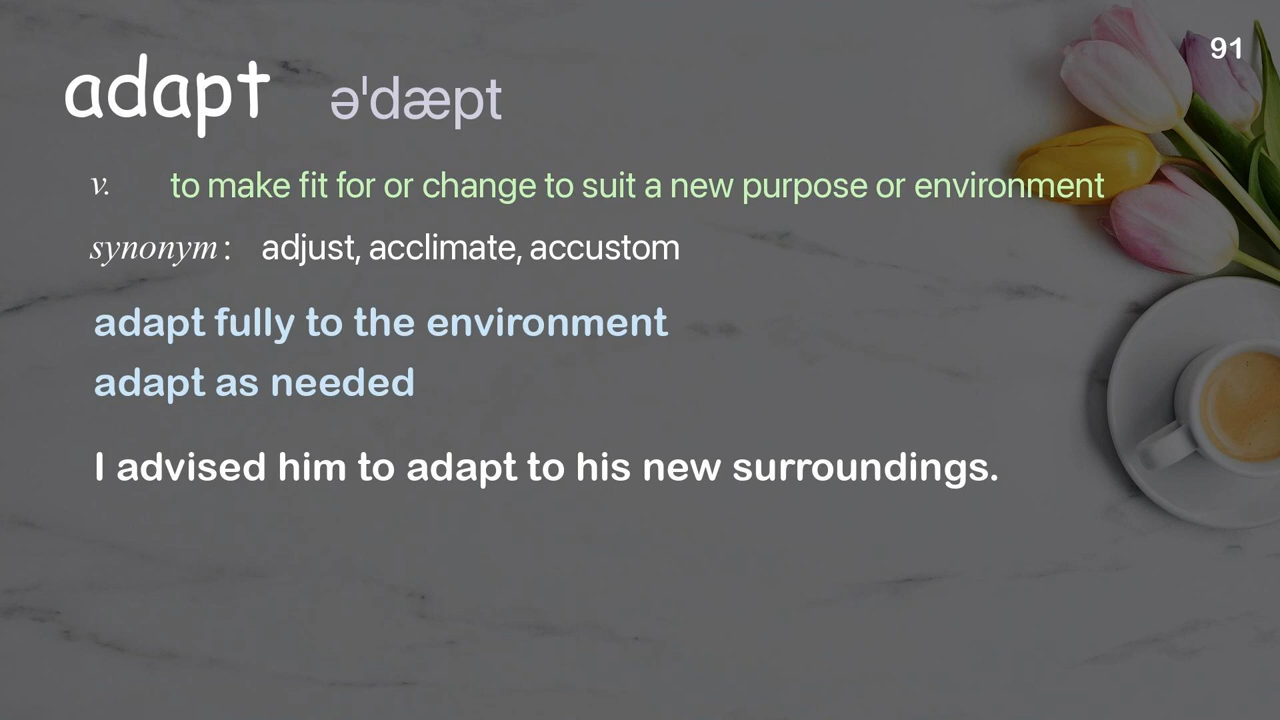 91
adapt ə'dæpt
v. to make fit for or change to suit a new purpose or environment
synonym: adjust, acclimate, accustom
adapt fully to the environment
adapt as needed
I advised him to adapt to his new surroundings.